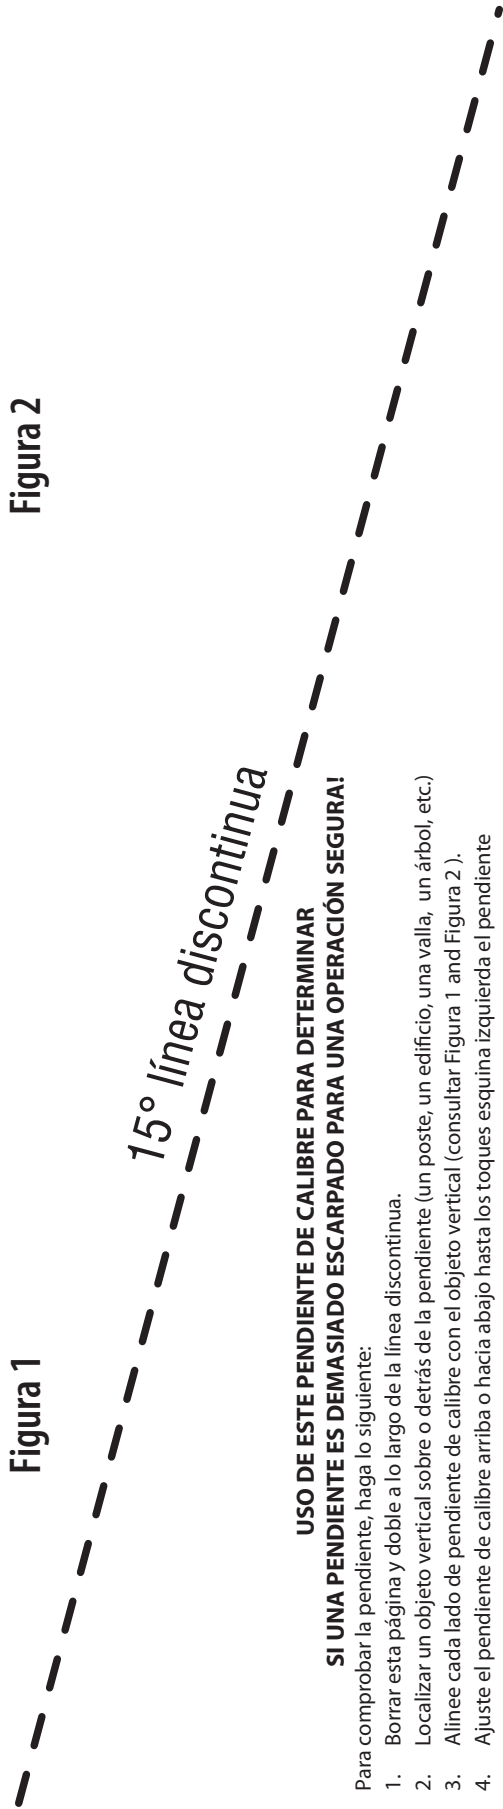 Figura 1
Figura 2
15° línea discontinua
USO DE ESTE PENDIENTE DE CALIBRE PARA DETERMINAR
SI UNA PENDIENTE ES DEMASIADO ESCARPADO PARA UNA OPERACIÓN SEGURA!
Para comprobar la pendiente, haga lo siguiente:
1. Borrar esta página y doble a lo largo de la línea discontinua.
2. Localizar un objeto vertical sobre o detrás de la pendiente (un poste, un edificio, una valla, un árbol, etc.)
3. Alinee cada lado de pendiente de calibre con el objeto vertical (consultar Figura 1 and Figura 2 ).
4. Ajuste el pendiente de calibre arriba o hacia abajo hasta los toques esquina izquierda el pendiente